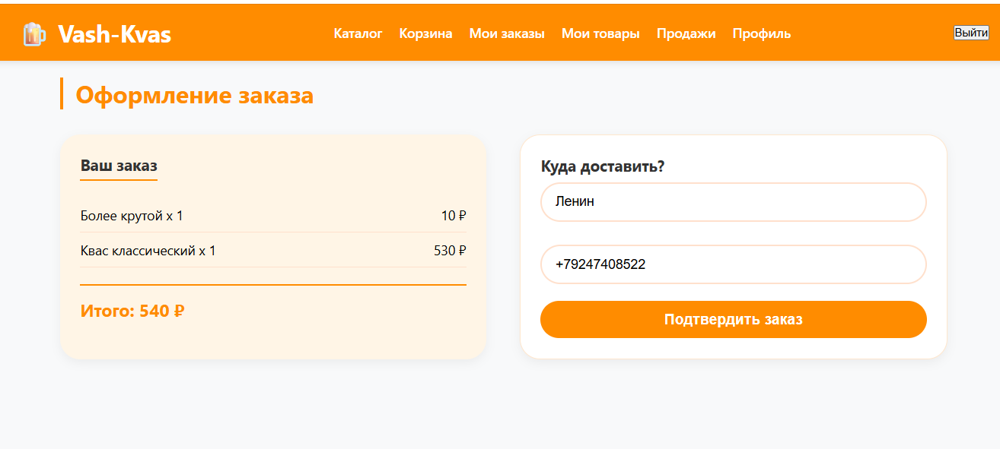 Vash-Kvas
Каталог Корзина Мои заказы Мои товары Продажи Профиль
Выйти
Оформление заказа
Ваш заказ
Более крутой x 1 10 ₽
Квас классический x 1 530 ₽
Итого: 540 ₽
Куда доставить?
Ленин
+79247408522
Подтвердить заказ